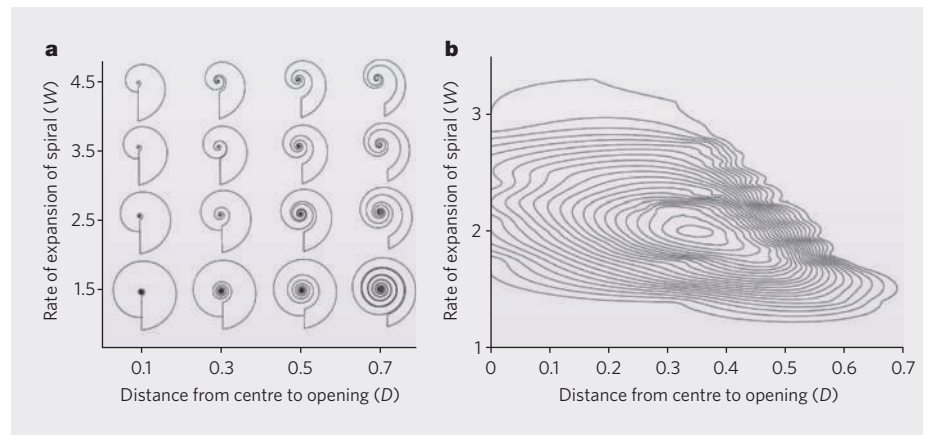 a
Rate of expansion of spiral (W)
4.5
3.5
2.5
1.5
0.1 0.3 0.5 0.7
Distance from centre to opening (D)
b
Rate of expansion of spiral (W)
3
2
1
0 0.1 0.2 0.3 0.4 0.5 0.6 0.7
Distance from centre to opening (D)